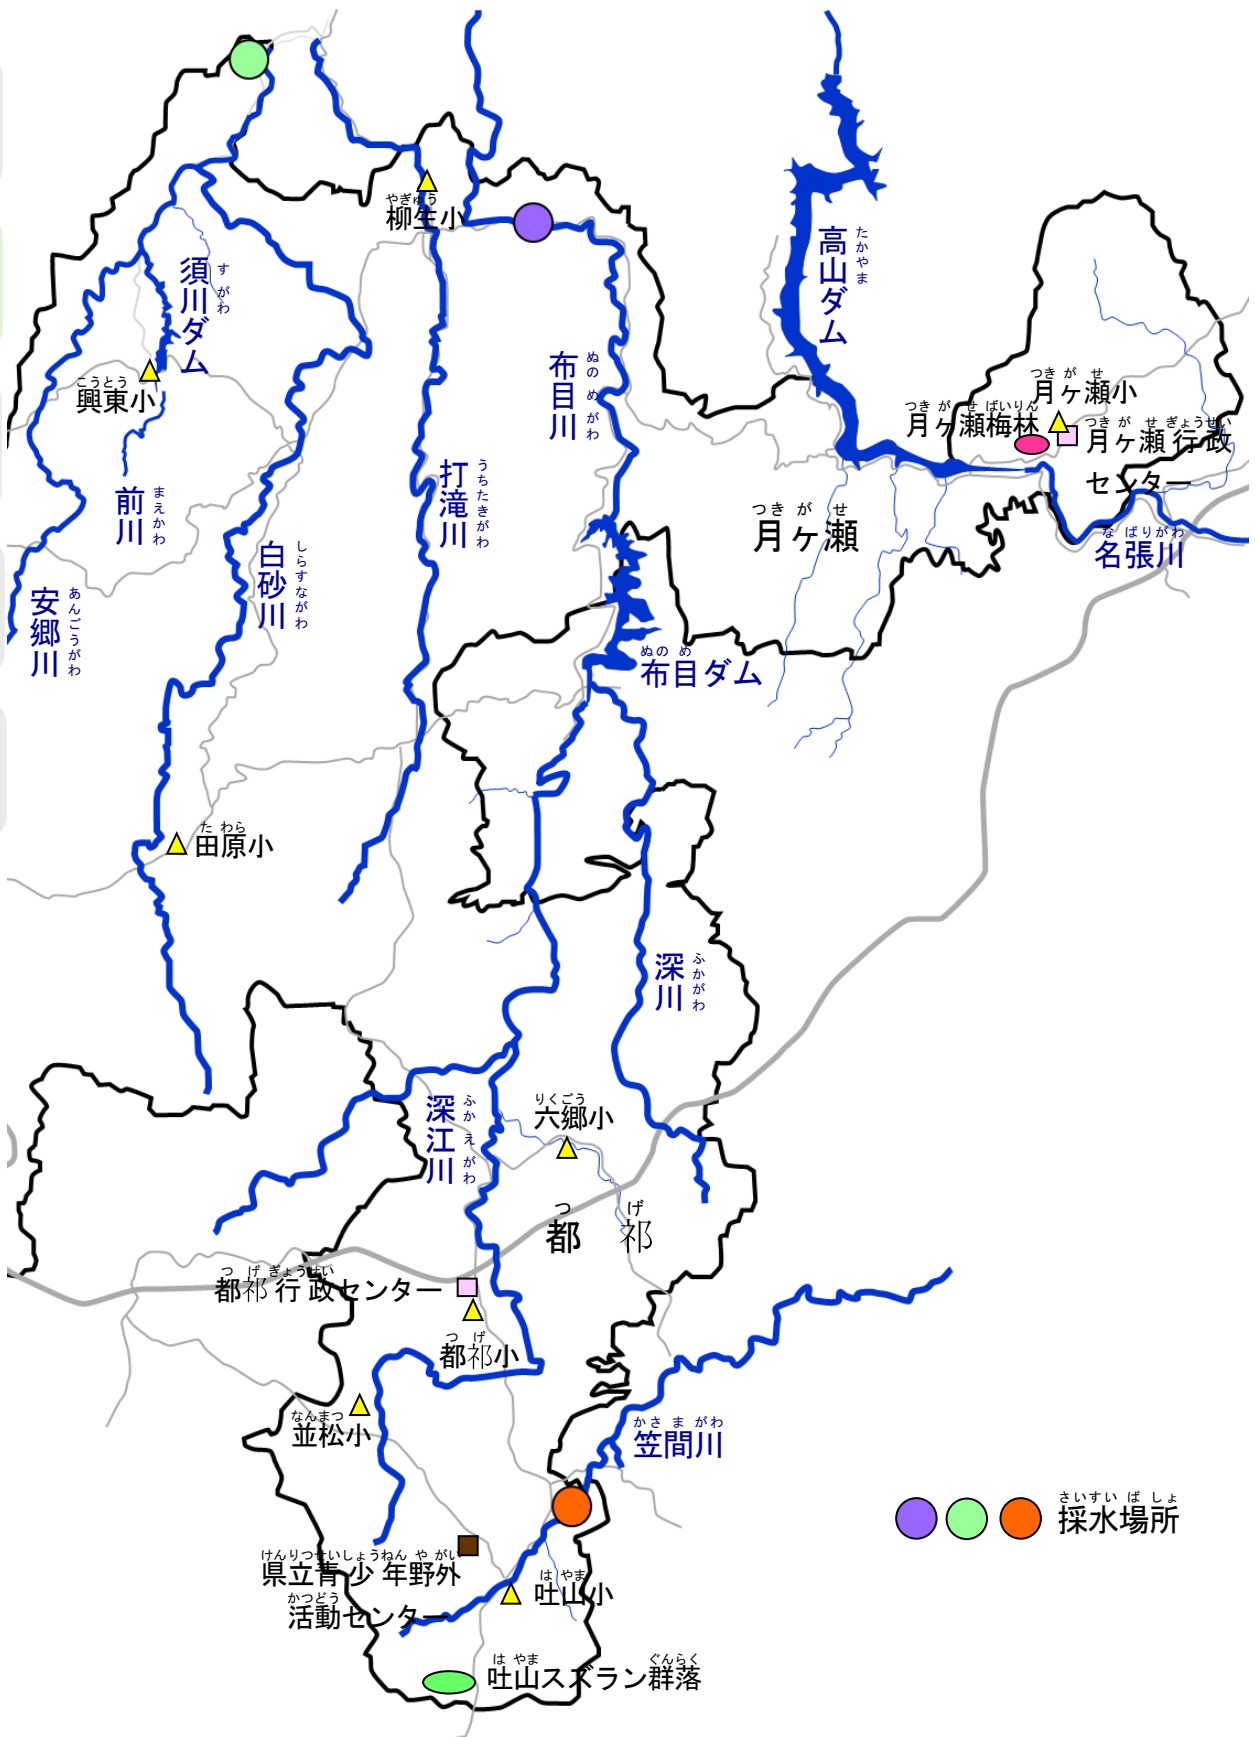 やぎゅう
柳生小
たかやま
高山ダム
すがわ
須川ダム
こうとう
興東小
ぬのめがわ
布目川
つきがせ
月ヶ瀬小
つきがせばいりん
月ヶ瀬梅林
つきがせぎょうせい
月ヶ瀬行政
センター
うちたきがわ
打滝川
まえかわ
前川
つきがせ
月ヶ瀬
なばりがわ
名張川
しらすながわ
白砂川
あんごうがわ
安郷川
ぬのめ
布目ダム
たわら
田原小
ふかがわ
深川
ふかえがわ
深江川
りくごう
六郷小
つげ
都祁
つげぎょうせい
都祁行政センター
つげ
都祁小
なんまつ
並松小
かさまがわ
笠間川
さいすいばしょ
採水場所
けんりつせいしょうねんやがい
県立青少年野外
かつどう
活動センター
はやま
吐山小
はやまぐんらく
吐山スズラン群落